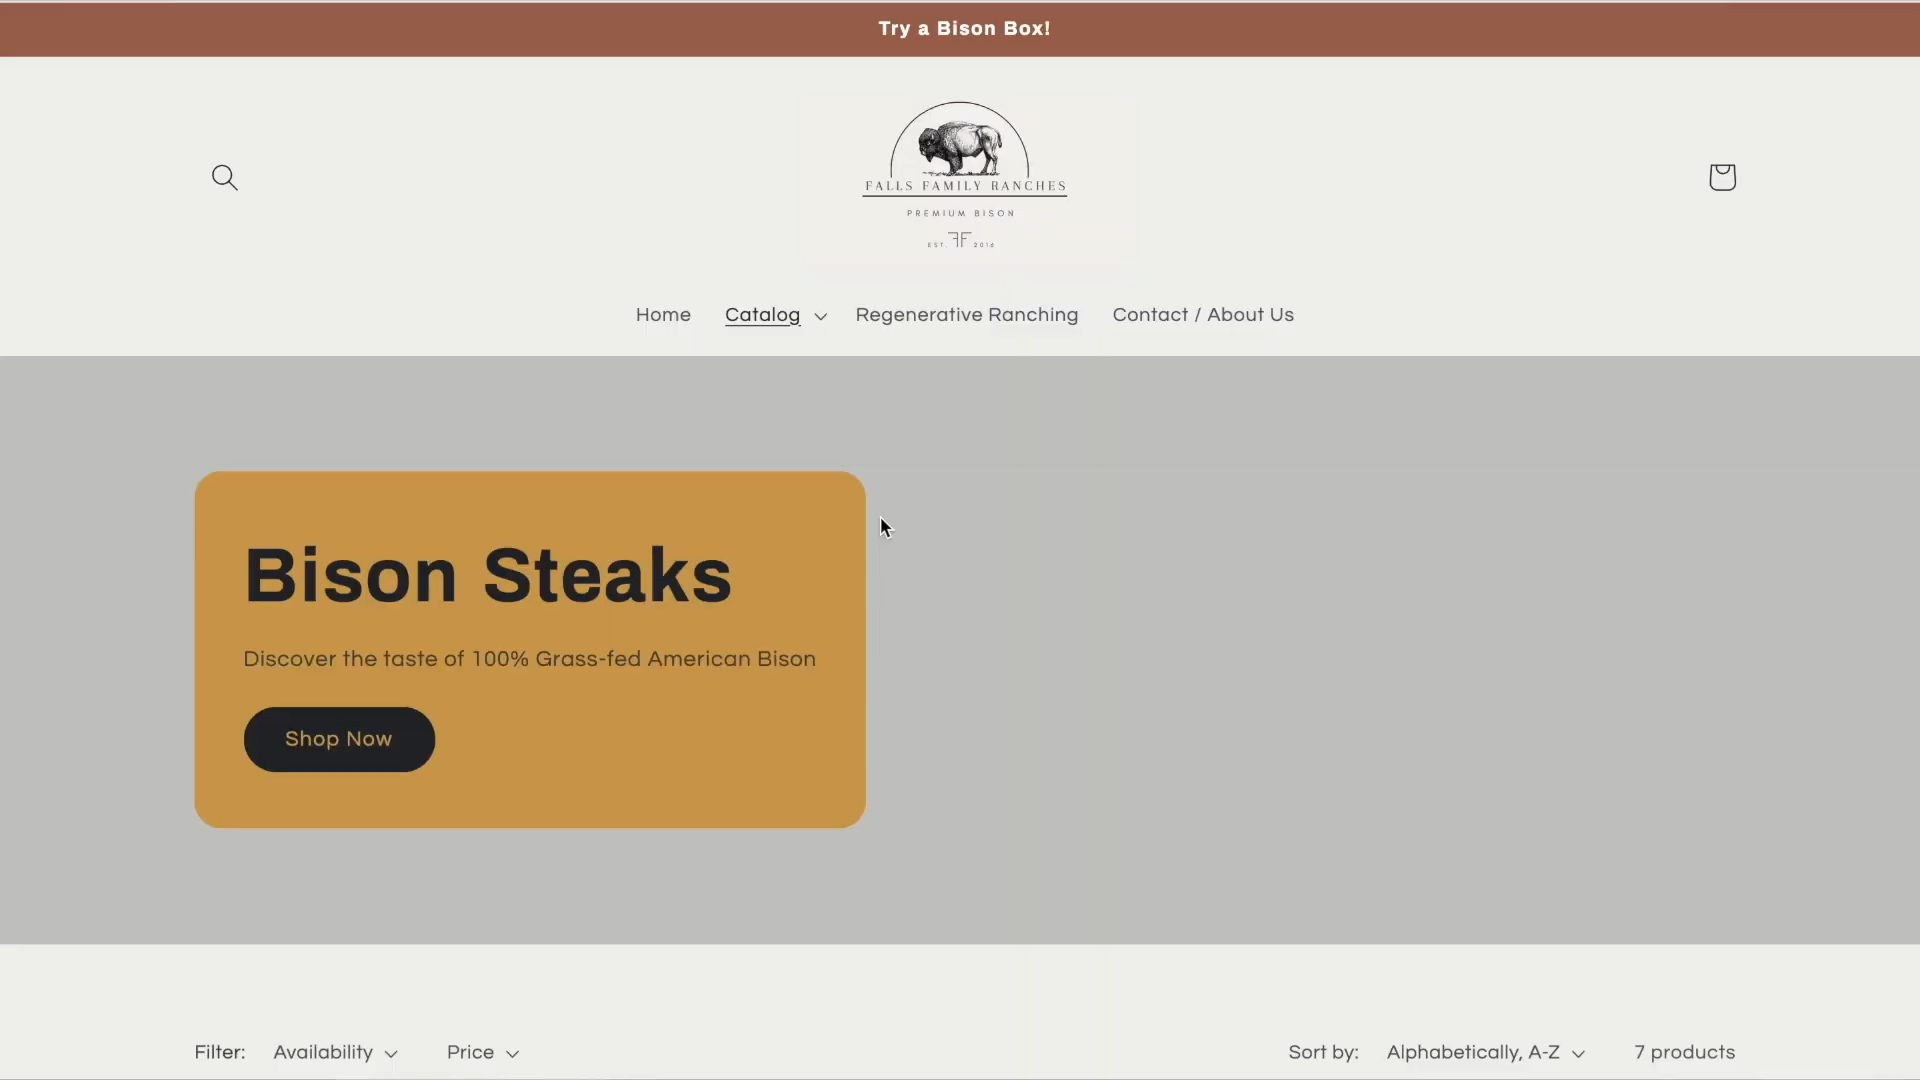 Try a Bison Box!
FALLS FAMILY RANCHES
PREMIUM BISON
EST. FF 2014
Home Catalog Regenerative Ranching Contact / About Us
Bison Steaks
Discover the taste of 100% Grass-fed American Bison
Shop Now
Filter: Availability Price Sort by: Alphabetically, A-Z 7 products